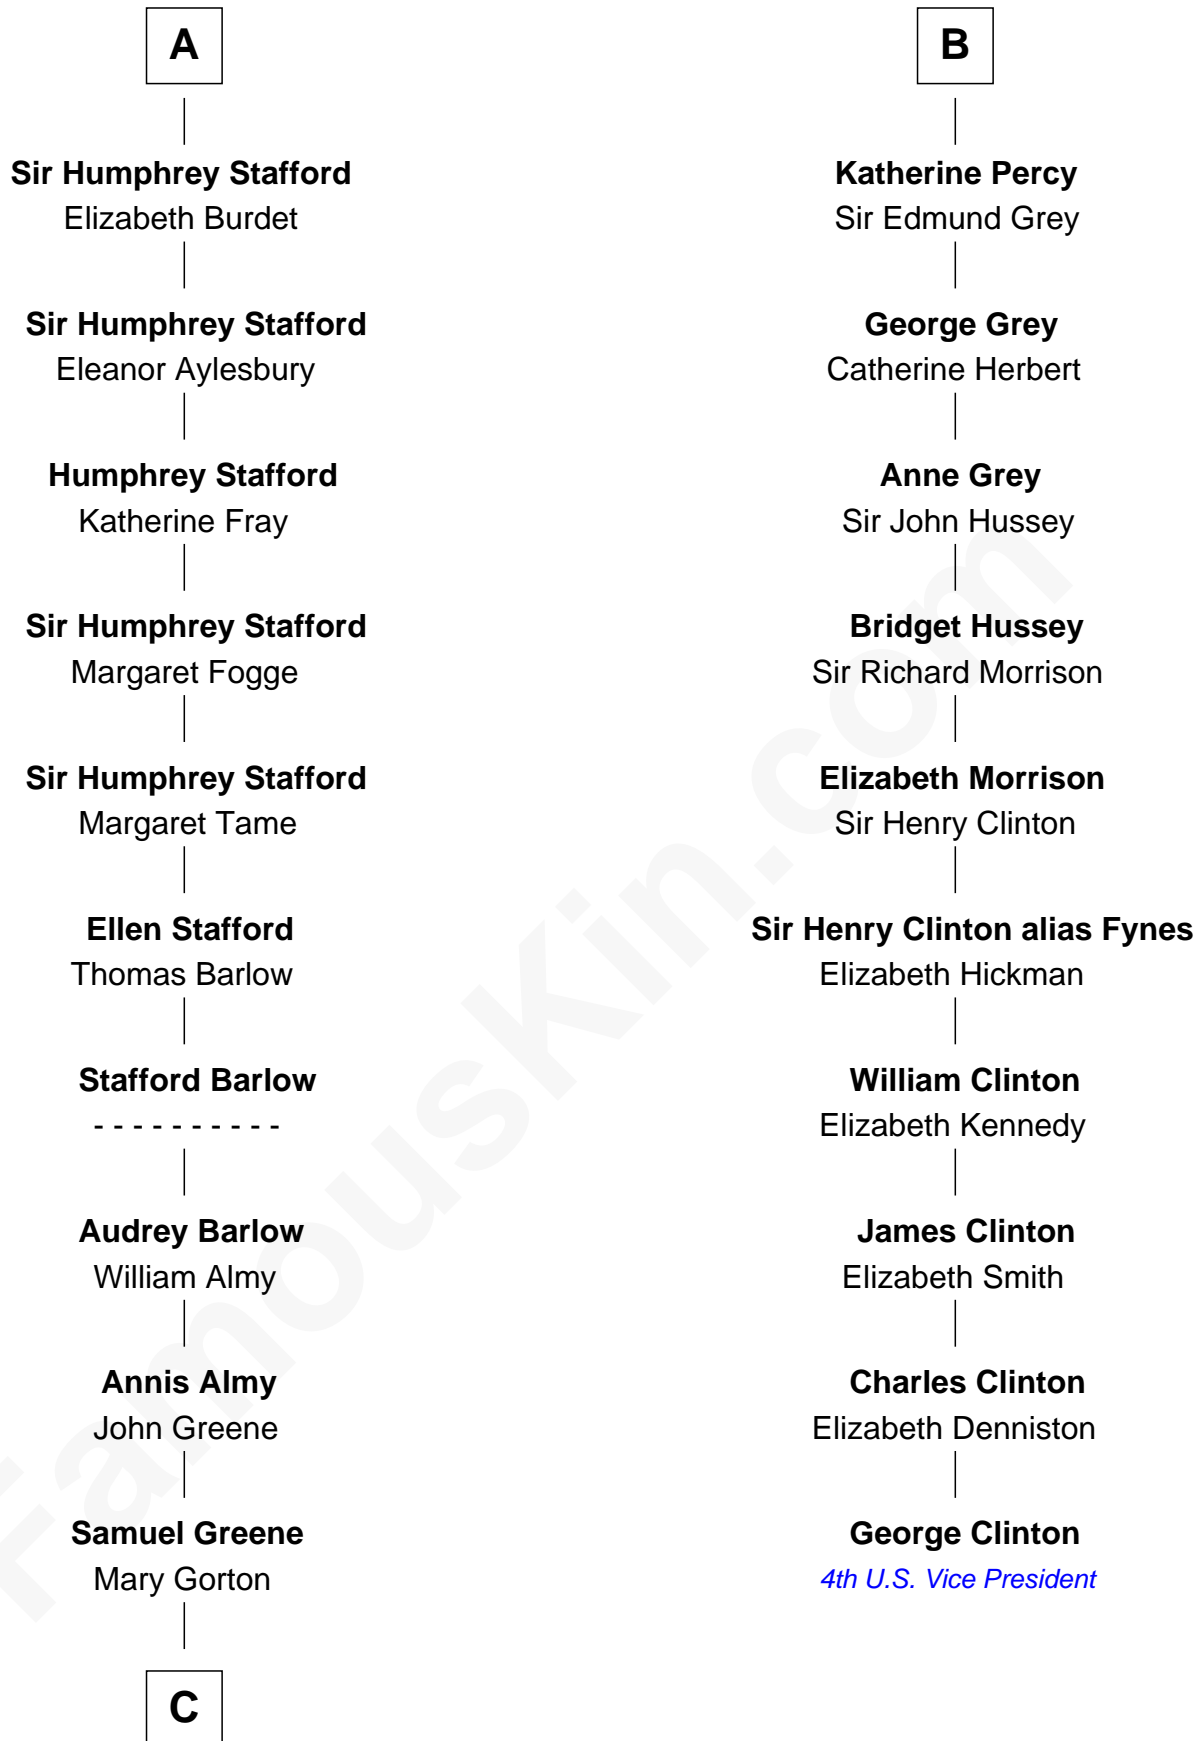 A
Sir Humphrey Stafford
Elizabeth Burdet
Sir Humphrey Stafford
Eleanor Aylesbury
Humphrey Stafford
Katherine Fray
Sir Humphrey Stafford
Margaret Fogge
Sir Humphrey Stafford
Margaret Tame
Ellen Stafford
Thomas Barlow
Stafford Barlow
- - - - - - - - - -
Audrey Barlow
William Almy
Annis Almy
John Greene
Samuel Greene
Mary Gorton
C
B
Katherine Percy
Sir Edmund Grey
George Grey
Catherine Herbert
Anne Grey
Sir John Hussey
Bridget Hussey
Sir Richard Morrison
Elizabeth Morrison
Sir Henry Clinton
Sir Henry Clinton alias Fynes
Elizabeth Hickman
William Clinton
Elizabeth Kennedy
James Clinton
Elizabeth Smith
Charles Clinton
Elizabeth Denniston
George Clinton
4th U.S. Vice President
FamousKin.com